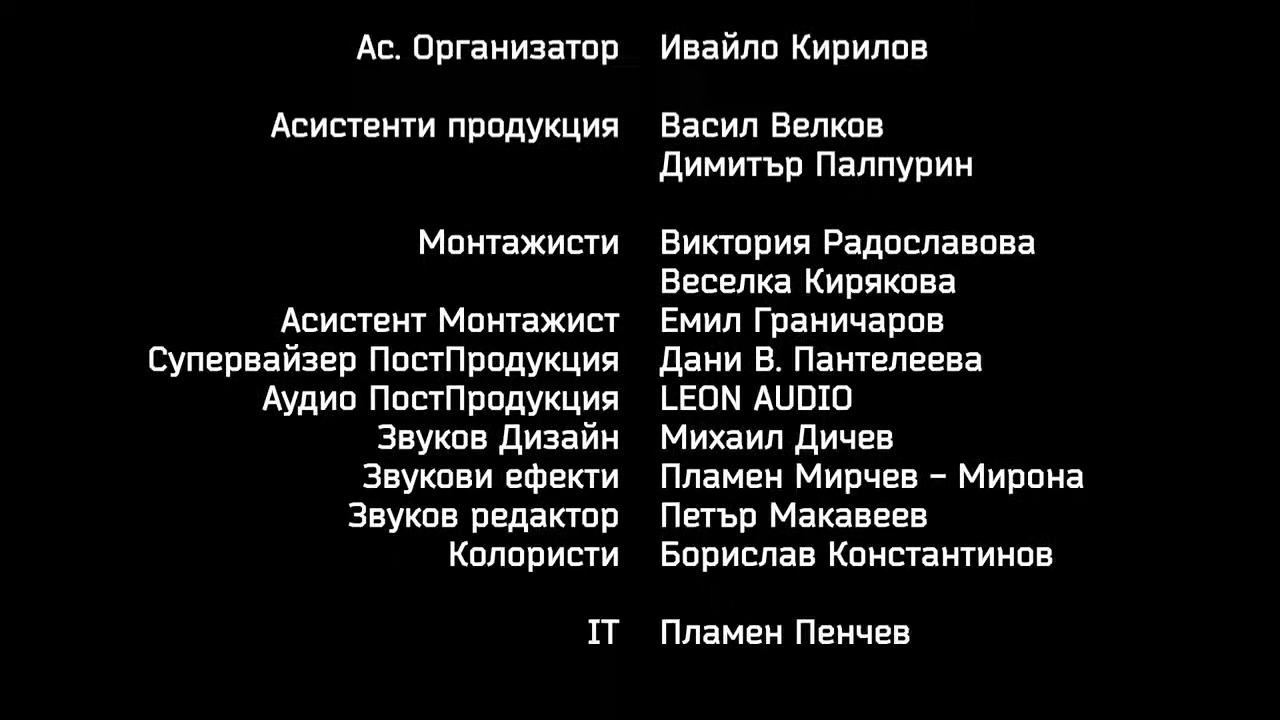 Ас. Организатор Ивайло Кирилов
Асистенти продукция Васил Велков
Димитър Палпурин
Монтажисти Виктория Радославова
Веселка Кирякова
Асистент Монтажист Емил Граничаров
Супервайзер ПостПродукция Дани В. Пантелеева
Аудио ПостПродукция LEON AUDIO
Звуков Дизайн Михаил Дичев
Звукови ефекти Пламен Мирчев - Мирона
Звуков редактор Петър Макавеев
Колористи Борислав Константинов
IT Пламен Пенчев